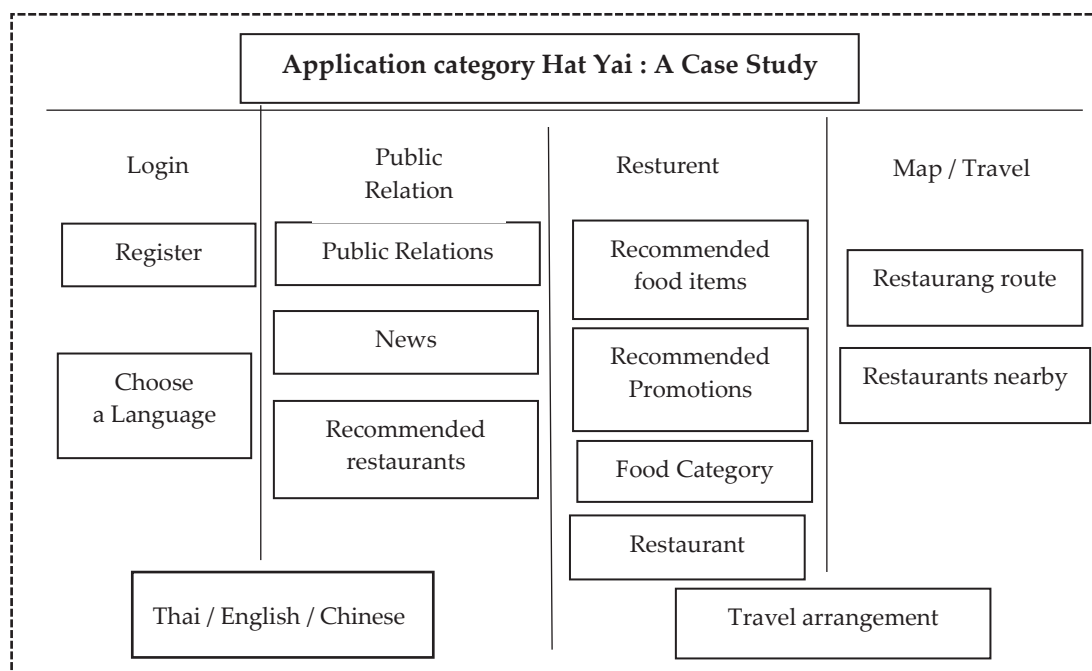 Application category Hat Yai : A Case Study
Login
Register
Choose
a Language
Public
Relation
Public Relations
News
Recommended
restaurants
Resturent
Recommended
food items
Recommended
Promotions
Food Category
Restaurant
Map / Travel
Restaurang route
Restaurants nearby
Thai / English / Chinese
Travel arrangement